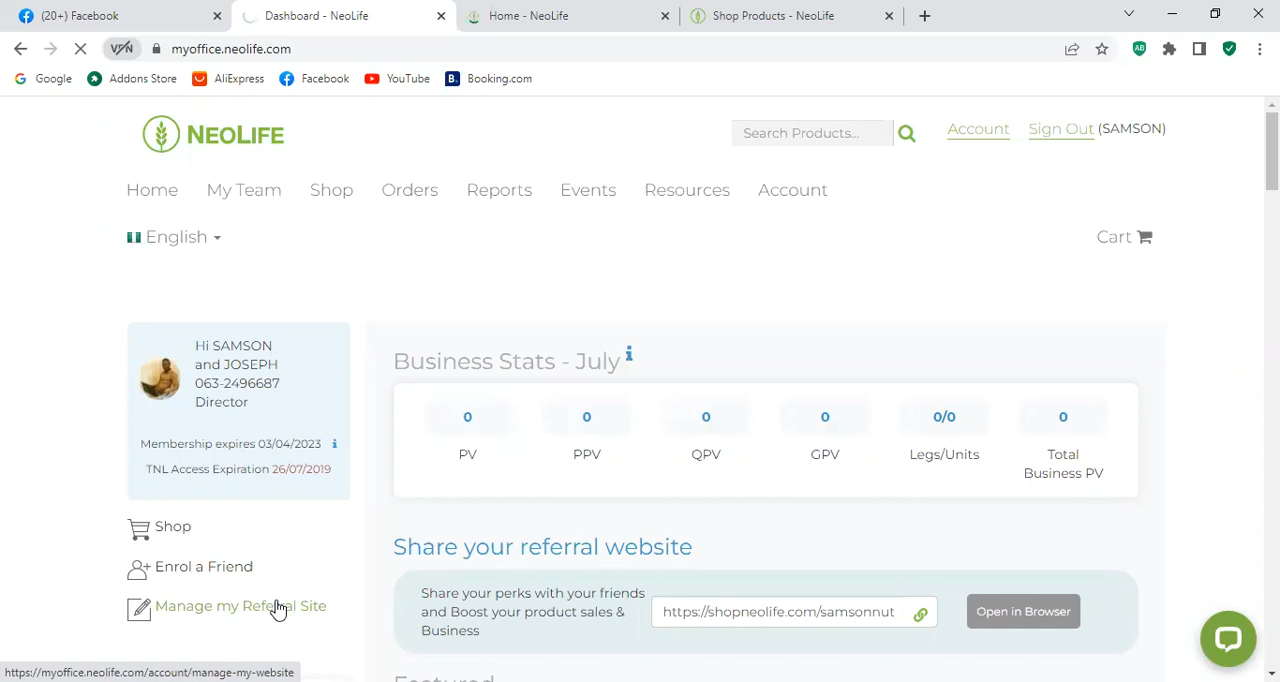 (20+) Facebook
Dashboard - NeoLife
Home - NeoLife
Shop Products - NeoLife
VPN
myoffice.neolife.com
Google
Addons Store
AliExpress
Facebook
YouTube
B.
Booking.com
NEOLIFE
Search Products...
Account
Sign Out (SAMSON)
Home
My Team
Shop
Orders
Reports
Events
Resources
Account
English
Cart
Hi SAMSON
and JOSEPH
063-2496687
Director
Membership expires 03/04/2023
TNL Access Expiration 26/07/2019
Shop
Enrol a Friend
Manage my Referral Site
Business Stats - July
0
0
0
0
0/0
0
PV
PPV
QPV
GPV
Legs/Units
Total
Business PV
Share your referral website
Share your perks with your friends
and Boost your product sales &
Business
https://shopneolife.com/samsonnut
Open in Browser
Featured
https://myoffice.neolife.com/account/manage-my-website